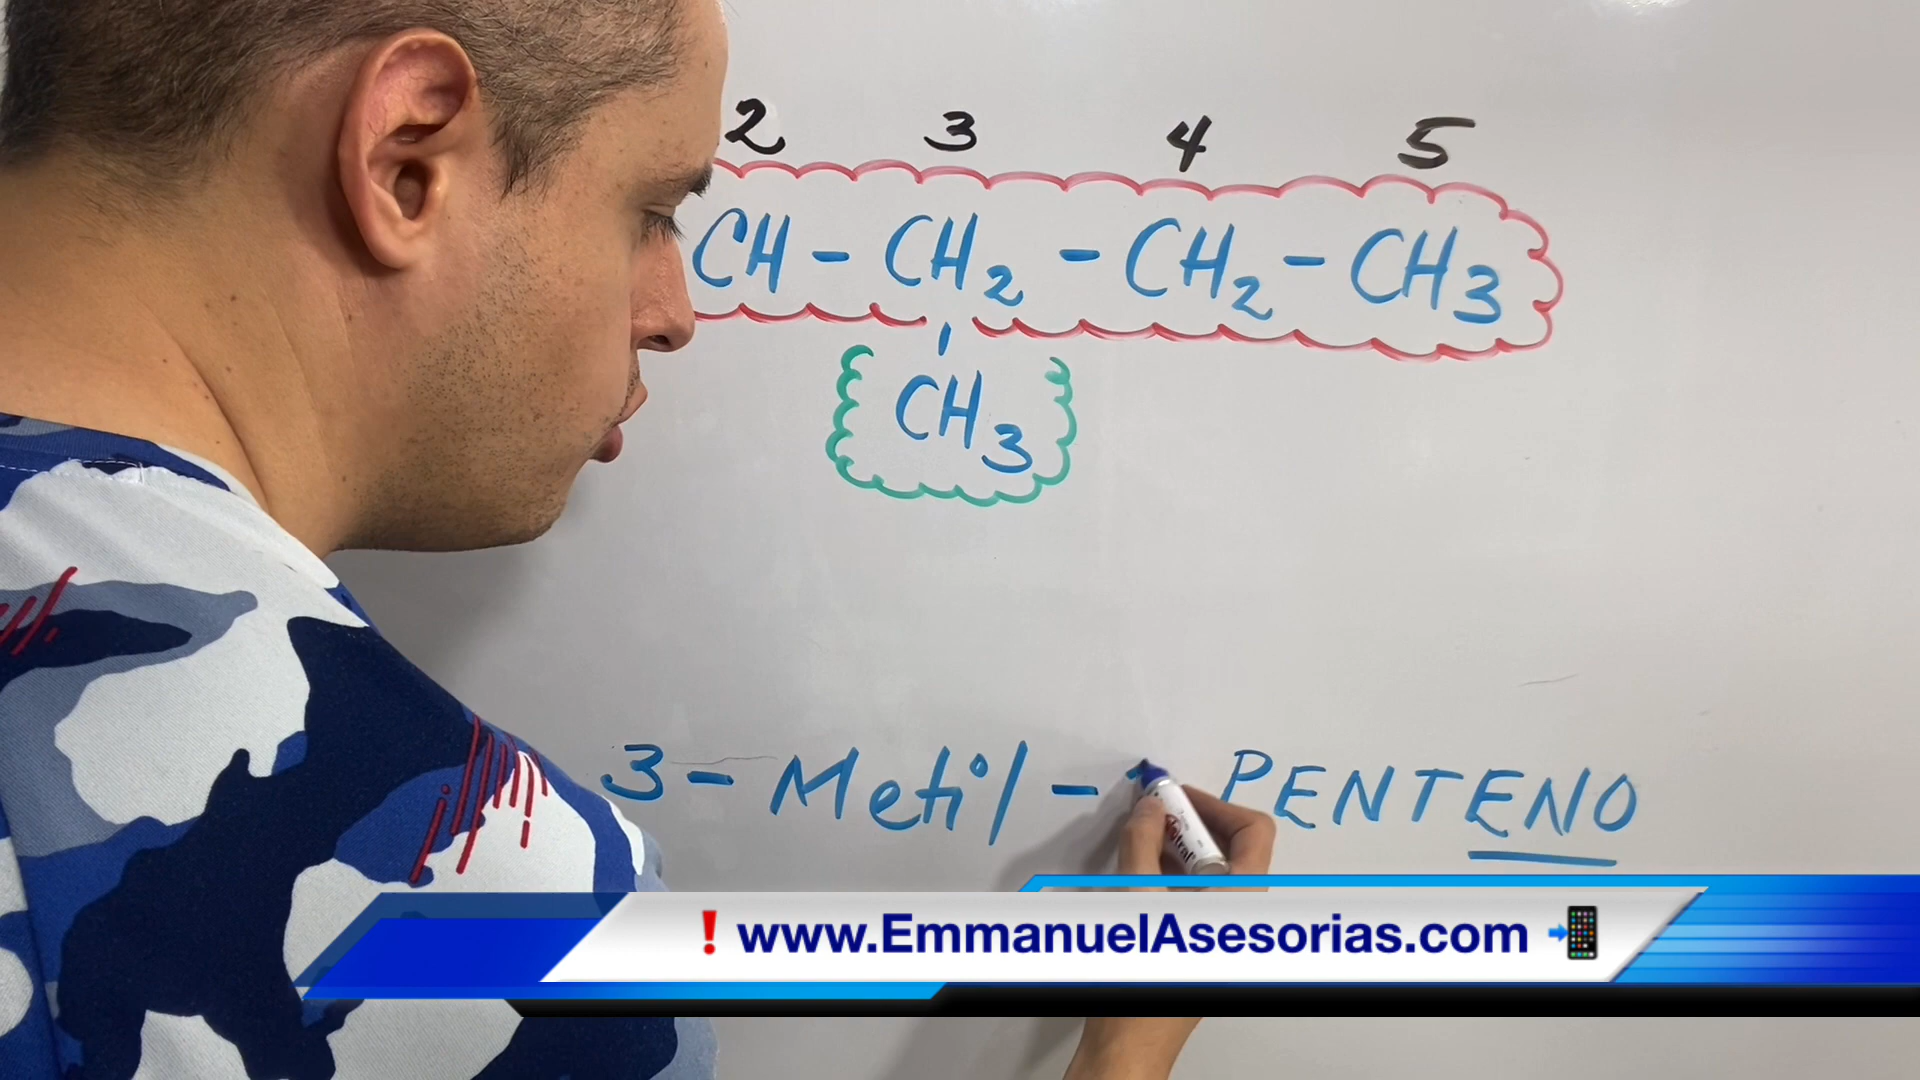 2 3 4 5
CH - CH2 - CH2 - CH3
CH3
3 - Metil - PENTENO
www.EmmanuelAsesorias.com